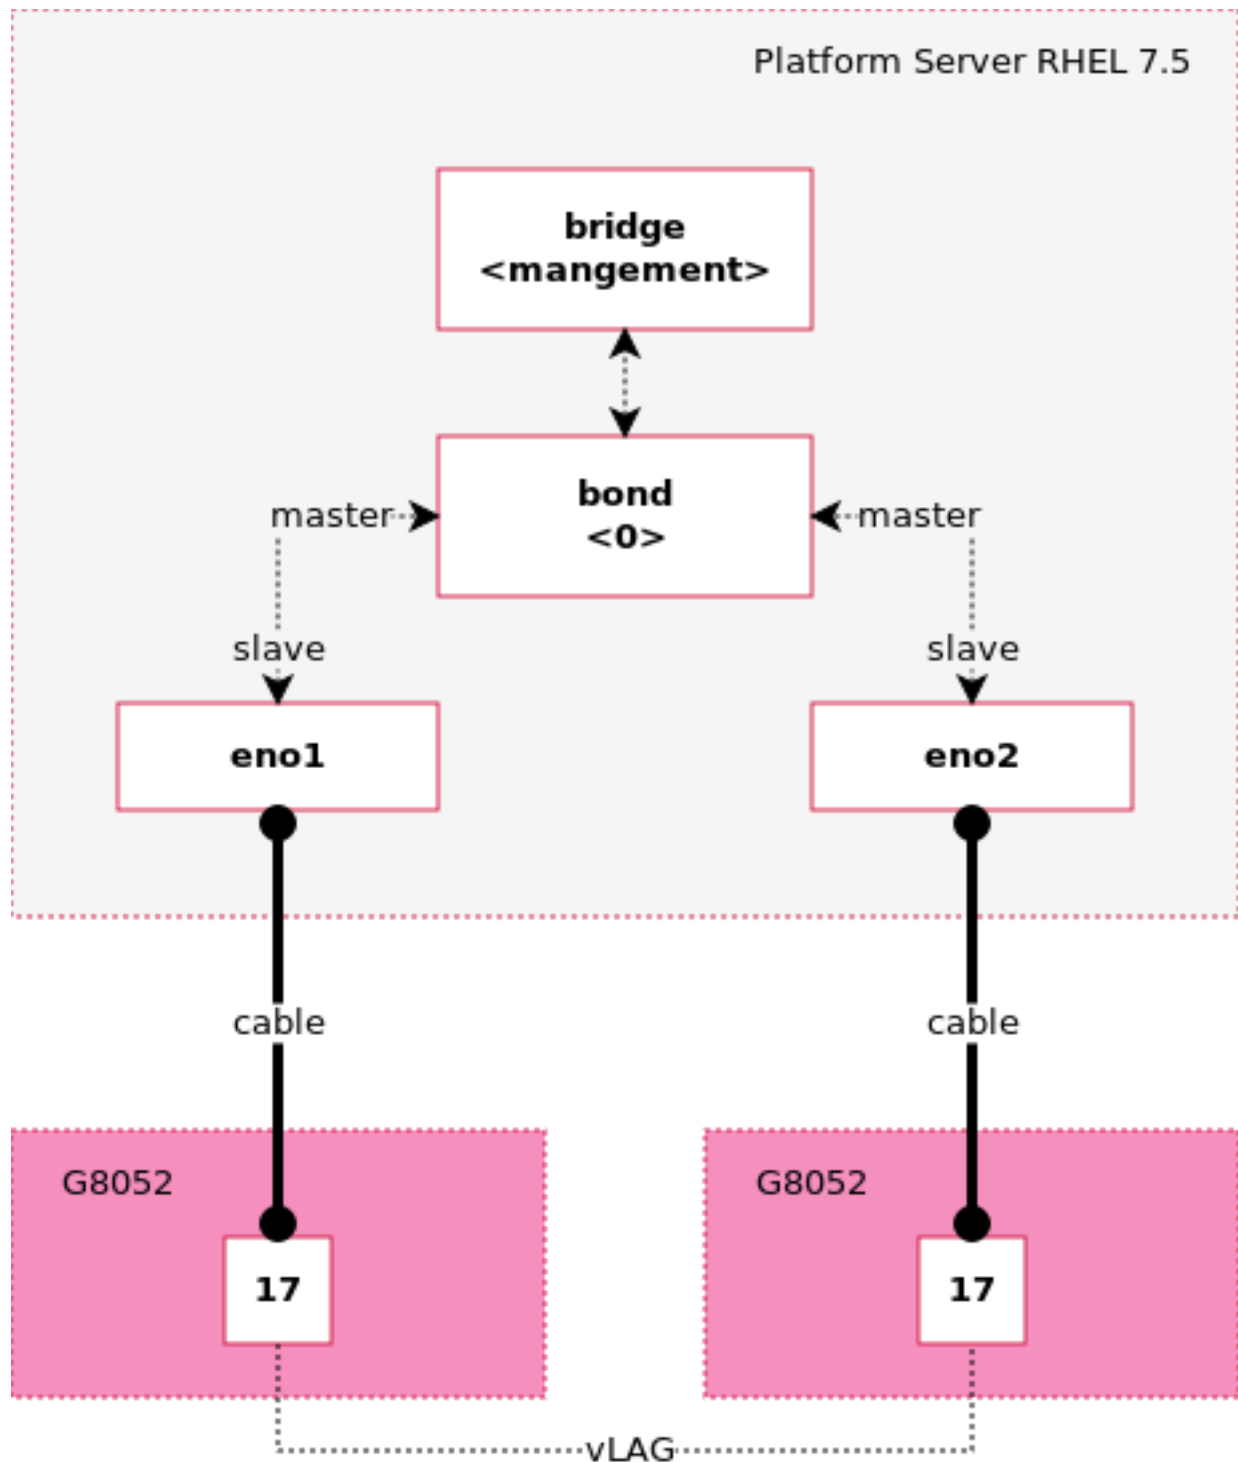 Platform Server RHEL 7.5
bridge
<mangement>
bond
<0>
master
master
slave
slave
eno1
eno2
cable
cable
G8052
G8052
17
17
vLAG